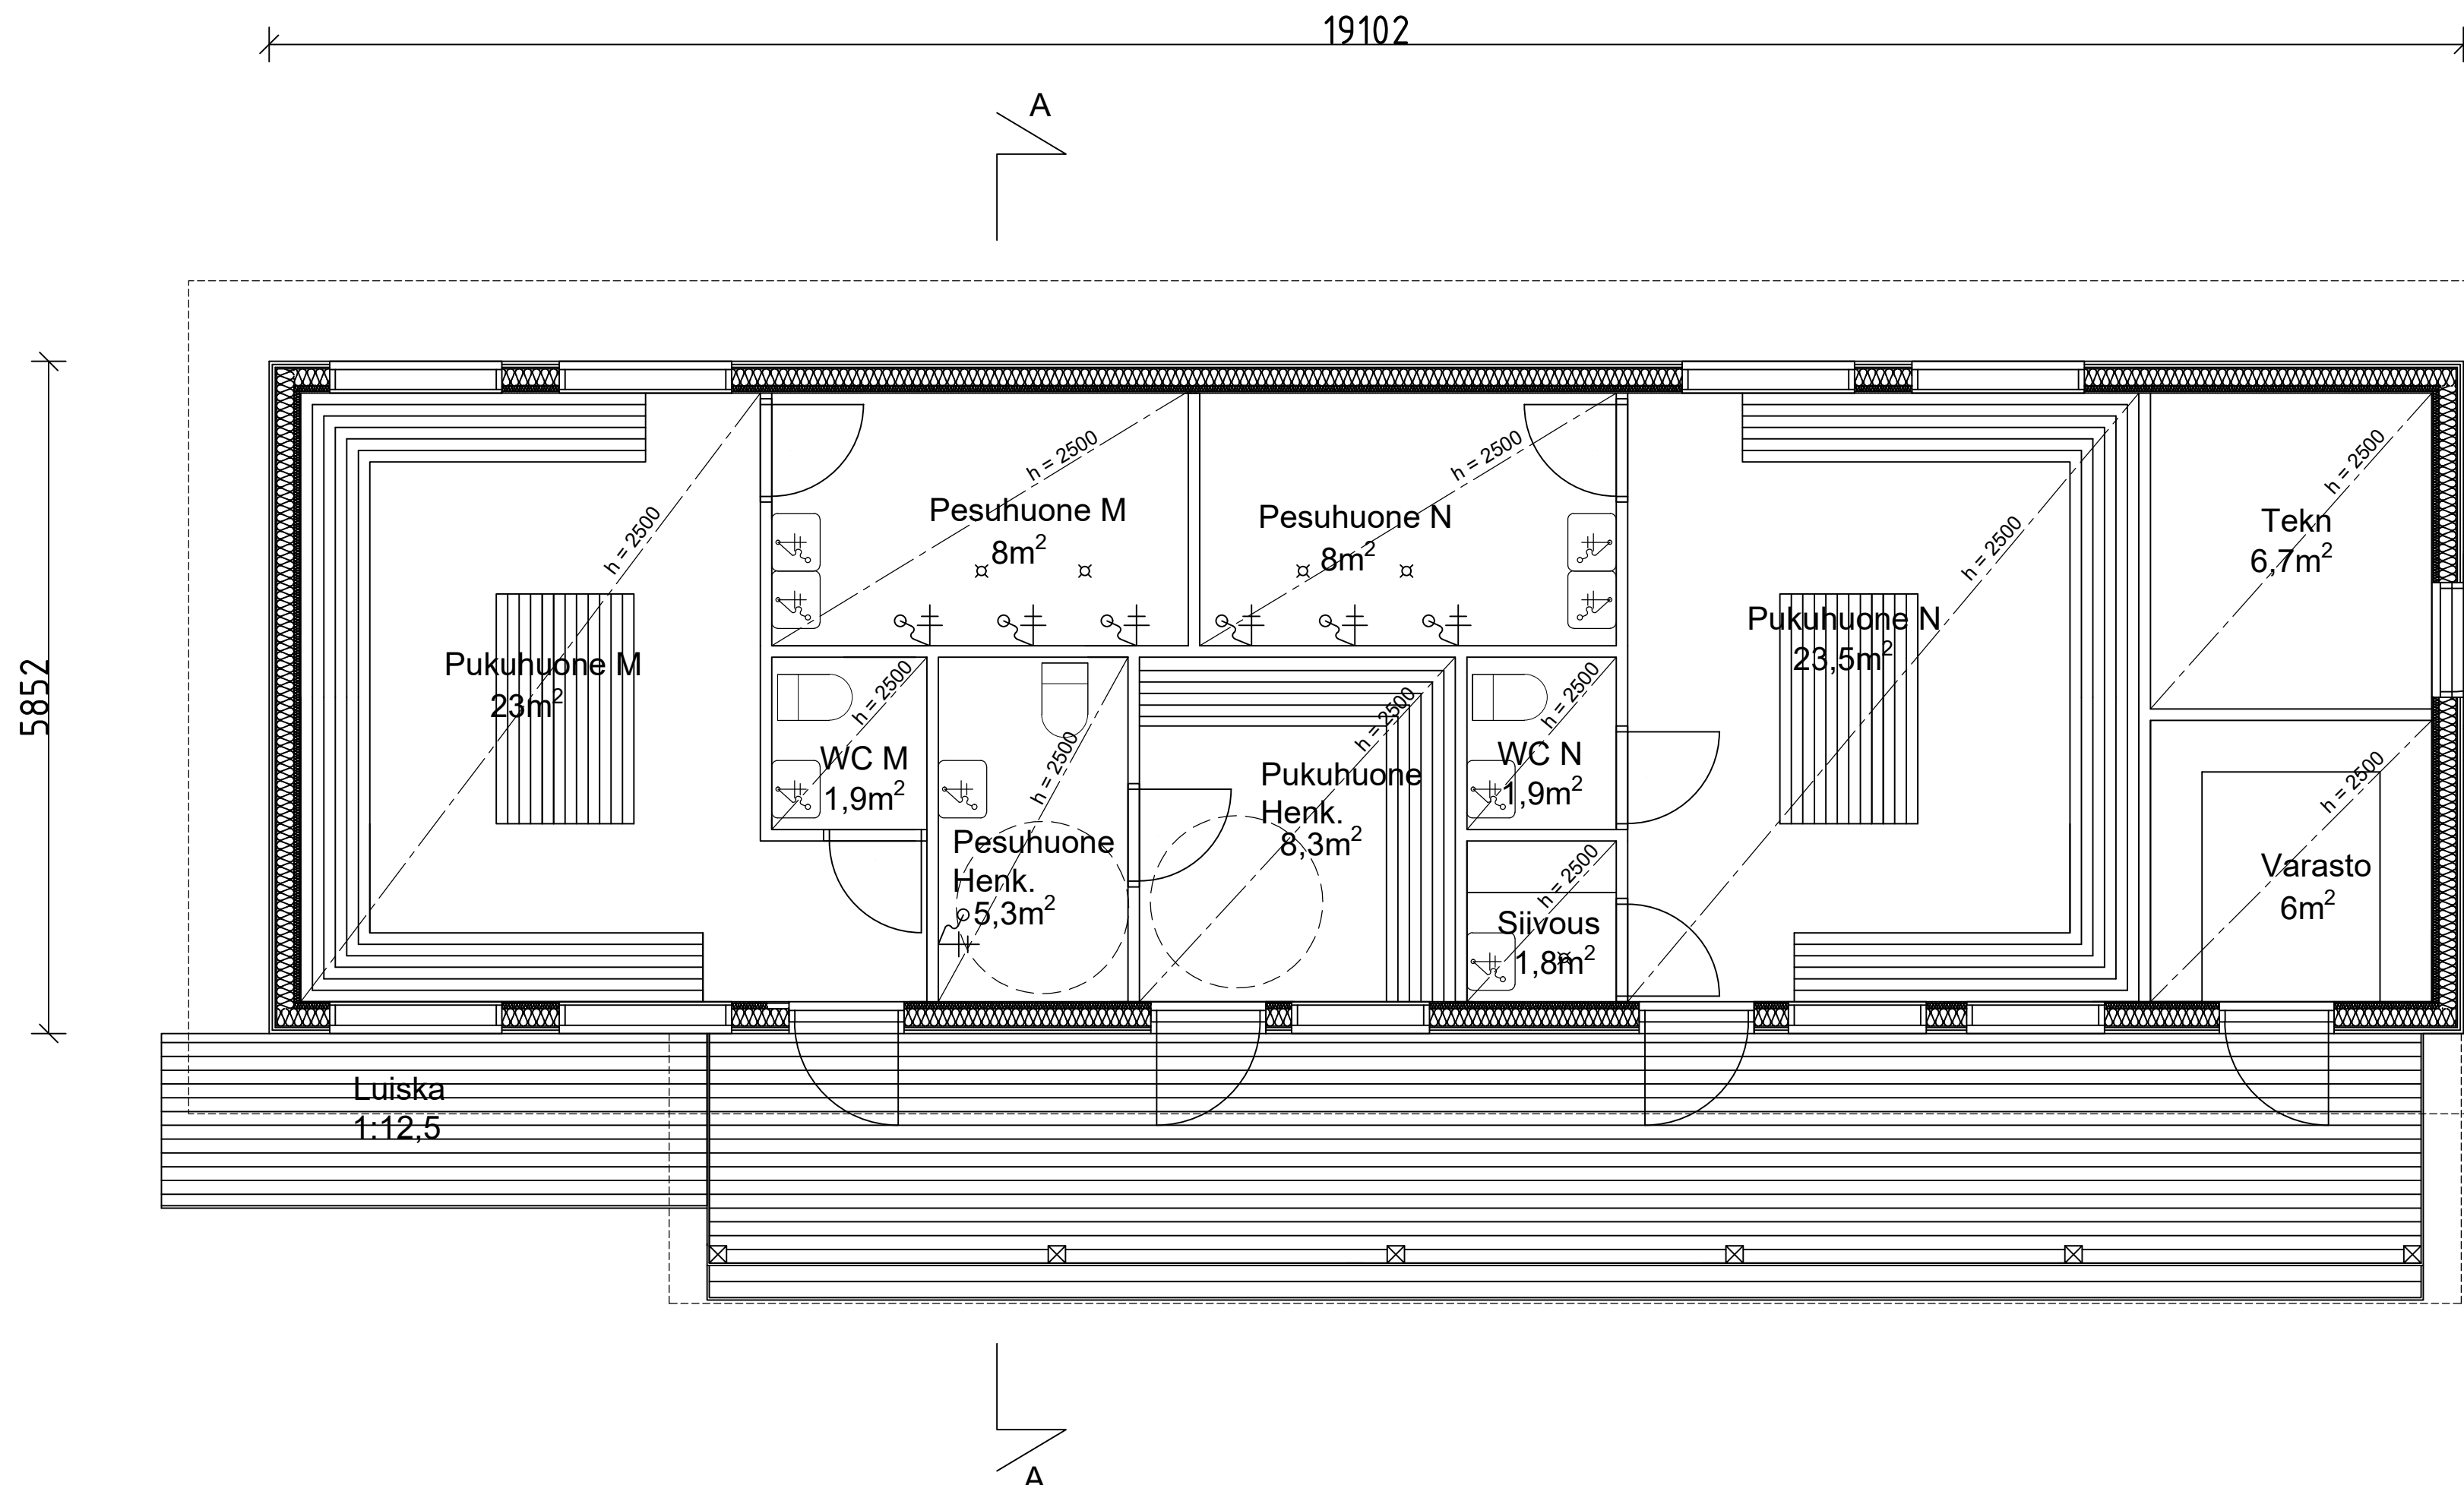 19102
A
5852
h = 2500
Pukuhuone M
23m²
h = 2500
Pesuhuone M
8m²
h = 2500
Pesuhuone N
8m²
h = 2500
Pukuhuone N
23,5m²
h = 2500
Tekn
6,7m²
h = 2500
WC M
1,9m²
h = 2500
Pesuhuone
Henk.
5,3m²
h = 2500
Pukuhuone
Henk.
8,3m²
h = 2500
WC N
1,9m²
h = 2500
Siivous
1,8m²
h = 2500
Varasto
6m²
Luiska
1:12,5
A